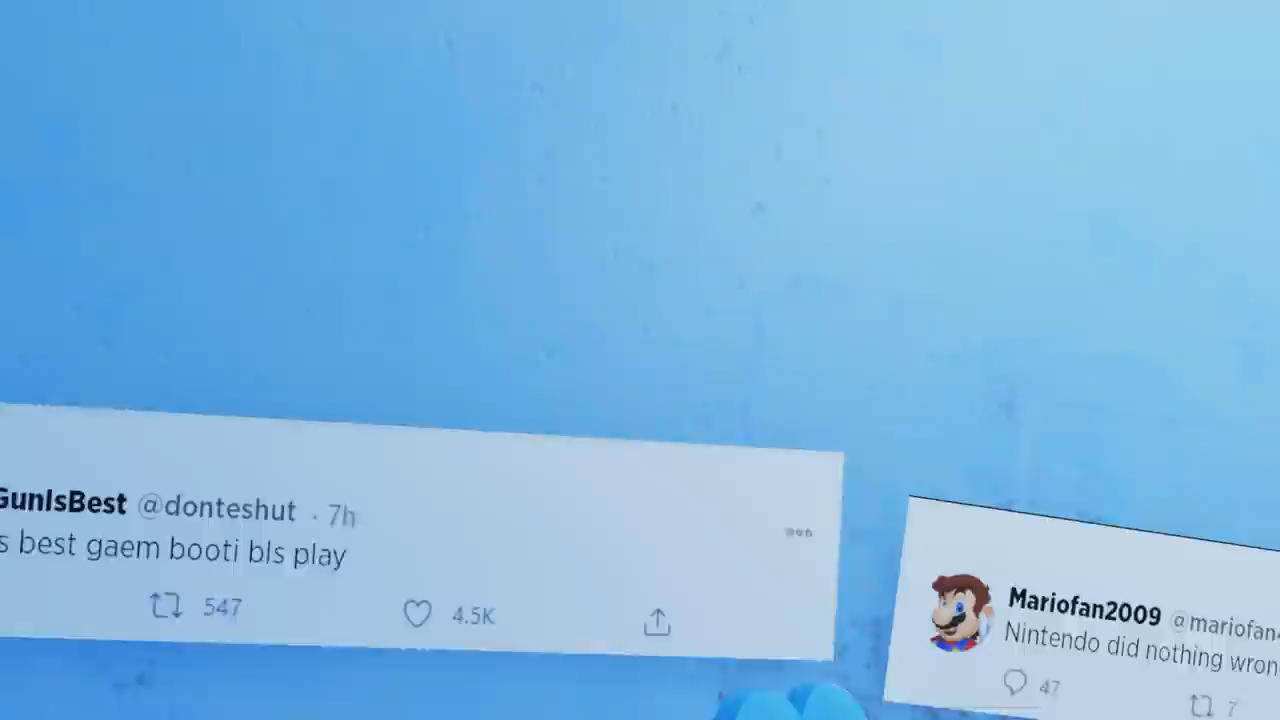 GunIsBest @donteshut · 7h
s best gaem booti bls play
547 4.5K
Mariofan2009 @mariofan
Nintendo did nothing wron
47 7